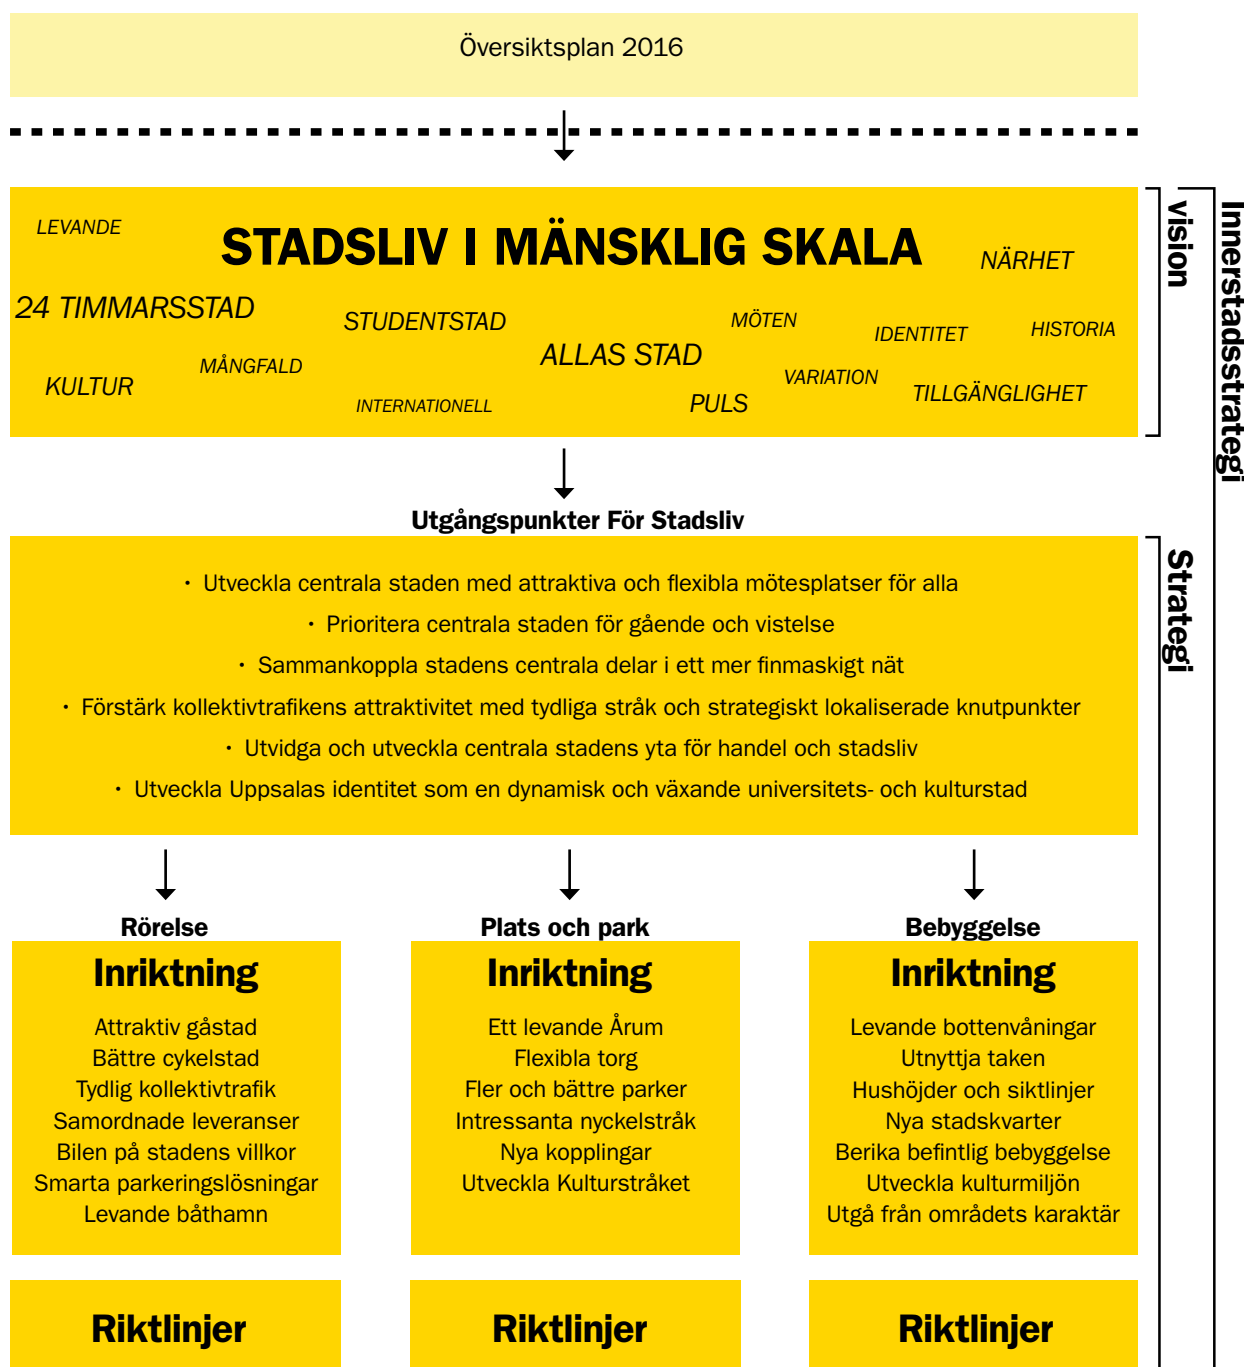 Översiktsplan 2016
STADSLIV I MÄNSKLIG SKALA
LEVANDE
NÄRHET
24 TIMMARSSTAD
STUDENTSTAD
MÖTEN
IDENTITET
HISTORIA
ALLAS STAD
MÅNGFALD
KULTUR
VARIATION
TILLGÄNGLIGHET
INTERNATIONELL
PULS
vision
Innerstadsstrategi
Utgångspunkter För Stadsliv
· Utveckla centrala staden med attraktiva och flexibla mötesplatser för alla
· Prioritera centrala staden för gående och vistelse
· Sammankoppla stadens centrala delar i ett mer finmaskigt nät
· Förstärk kollektivtrafikens attraktivitet med tydliga stråk och strategiskt lokaliserade knutpunkter
· Utvidga och utveckla centrala stadens yta för handel och stadsliv
· Utveckla Uppsalas identitet som en dynamisk och växande universitets- och kulturstad
Strategi
Rörelse
Inriktning
Attraktiv gåstad
Bättre cykelstad
Tydlig kollektivtrafik
Samordnade leveranser
Bilen på stadens villkor
Smarta parkeringslösningar
Levande båthamn
Riktlinjer
Plats och park
Inriktning
Ett levande Årum
Flexibla torg
Fler och bättre parker
Intressanta nyckelstråk
Nya kopplingar
Utveckla Kulturstråket
Riktlinjer
Bebyggelse
Inriktning
Levande bottenvåningar
Utnyttja taken
Hushöjder och siktlinjer
Nya stadskvarter
Berika befintlig bebyggelse
Utveckla kulturmiljön
Utgå från områdets karaktär
Riktlinjer